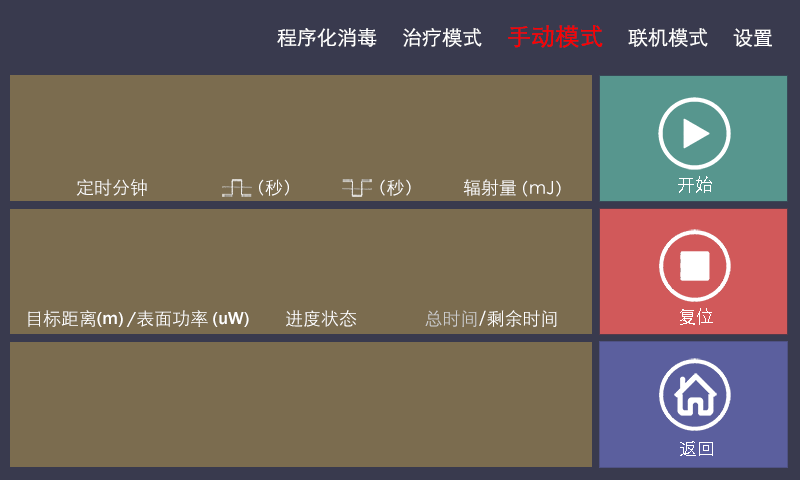 程序化消毒 治疗模式 手动模式 联机模式 设置
定时分钟 (秒) (秒) 辐射量 (mJ)
开始
目标距离(m) /表面功率 (uW) 进度状态 总时间/剩余时间
复位
返回